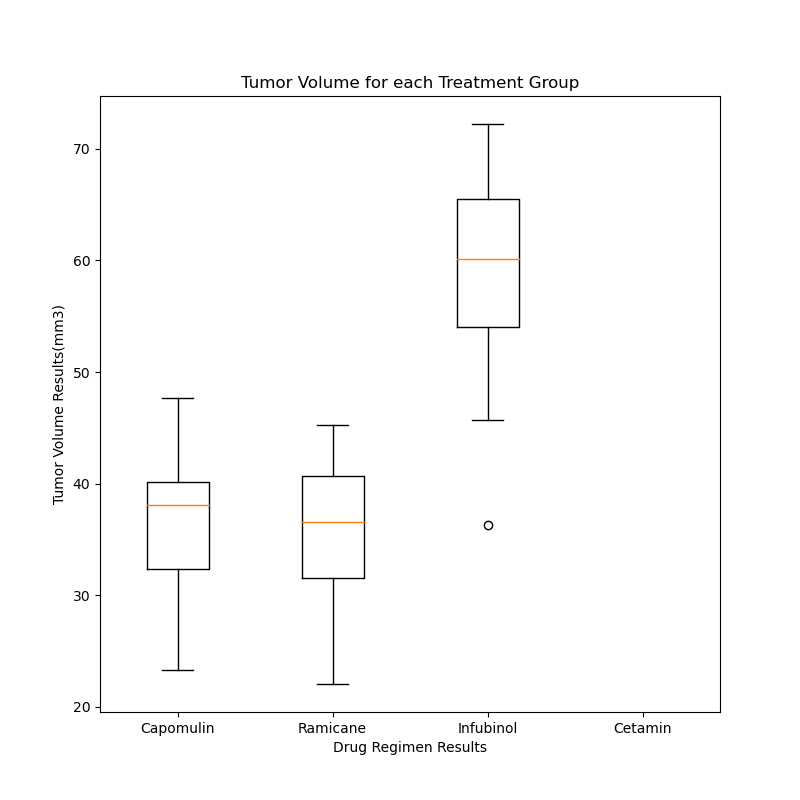 Tumor Volume for each Treatment Group
Tumor Volume Results(mm3)
70
60
50
40
30
20
Capomulin Ramicane Infubinol Cetamin
Drug Regimen Results